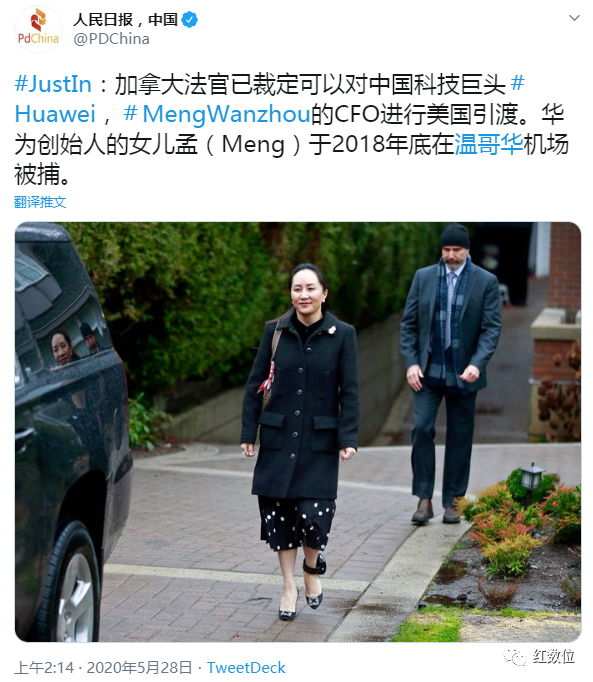 人民日报，中国
PdChina
@PDChina
#JustIn：加拿大法官已裁定可以对中国科技巨头＃
Huawei，＃MengWanzhou的CFO进行美国引渡。华
为创始人的女儿孟（Meng）于2018年底在温哥华机场
被捕。
翻译推文
红数位
上午2:14 · 2020年5月28日 · TweetDeck